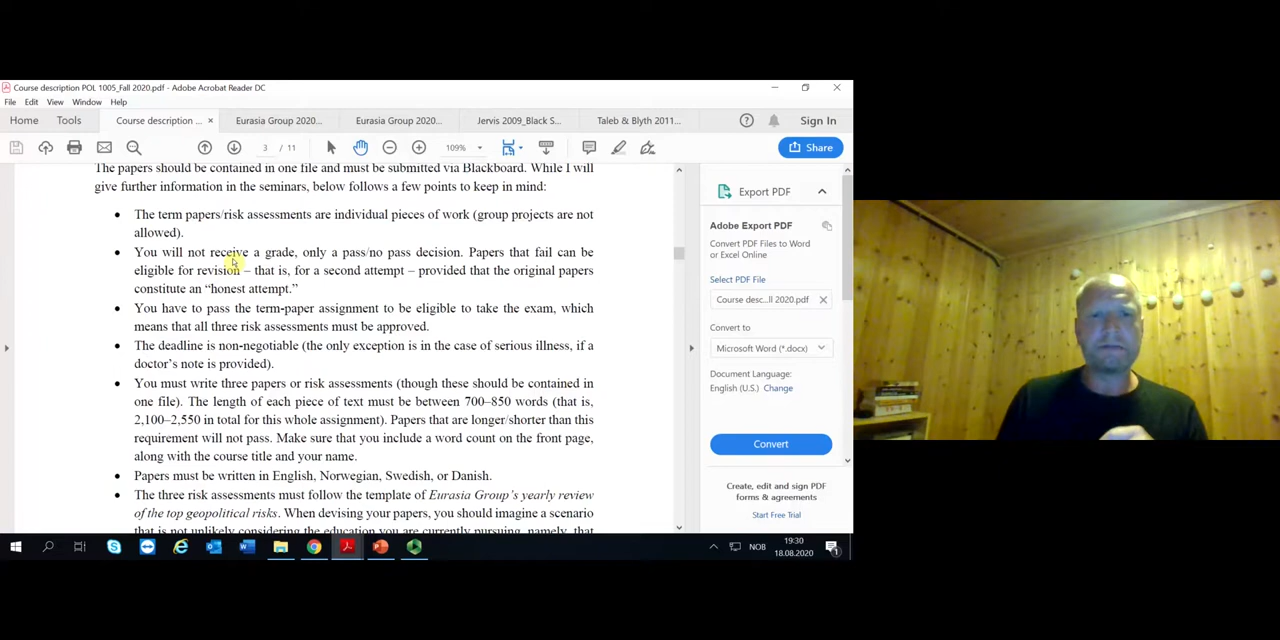 Course description POL 1005_Fall 2020.pdf - Adobe Acrobat Reader DC
File Edit View Window Help
Home Tools Course description ... × Eurasia Group 2020... Eurasia Group 2020... Jervis 2009_Black S... Taleb & Blyth 2011... Sign In
3 / 11 109% Share
The papers should be contained in one file and must be submitted via Blackboard. While I will
give further information in the seminars, below follows a few points to keep in mind:
• The term papers/risk assessments are individual pieces of work (group projects are not
allowed).
• You will not receive a grade, only a pass/no pass decision. Papers that fail can be
eligible for revision – that is, for a second attempt – provided that the original papers
constitute an “honest attempt.”
• You have to pass the term-paper assignment to be eligible to take the exam, which
means that all three risk assessments must be approved.
• The deadline is non-negotiable (the only exception is in the case of serious illness, if a
doctor’s note is provided).
• You must write three papers or risk assessments (though these should be contained in
one file). The length of each piece of text must be between 700–850 words (that is,
2,100–2,550 in total for this whole assignment). Papers that are longer/shorter than this
requirement will not pass. Make sure that you include a word count on the front page,
along with the course title and your name.
• Papers must be written in English, Norwegian, Swedish, or Danish.
• The three risk assessments must follow the template of Eurasia Group’s yearly review
of the top geopolitical risks. When devising your papers, you should imagine a scenario
that is not unlikely considering the education you are currently pursuing, namely, that
Export PDF
Adobe Export PDF
Convert PDF Files to Word
or Excel Online
Select PDF File
Course desc...ll 2020.pdf
Convert to
Microsoft Word (*.docx)
Document Language:
English (U.S.) Change
Convert
Create, edit and sign PDF
forms & agreements
Start Free Trial
NOB
19:30
18.08.2020